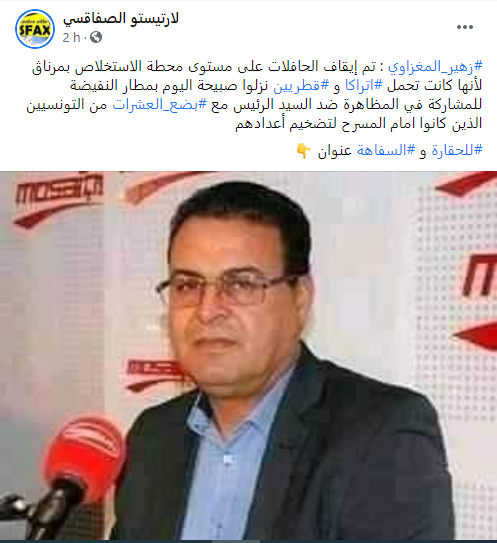 لارتيستو الصفاقسي
2 h ·
#زهير_المغزاوي : تم إيقاف الحافلات على مستوى محطة الاستخلاص بمرناق
لأنها كانت تحمل #اتراكا و #قطريين نزلوا صبيحة اليوم بمطار النفيضة
للمشاركة في المظاهرة ضد السيد الرئيس مع #بضع_العشرات من التونسيين
الذين كانوا امام المسرح لتضخيم أعدادهم
#للحقارة و #السفاهة عنوان 👇
SFAX